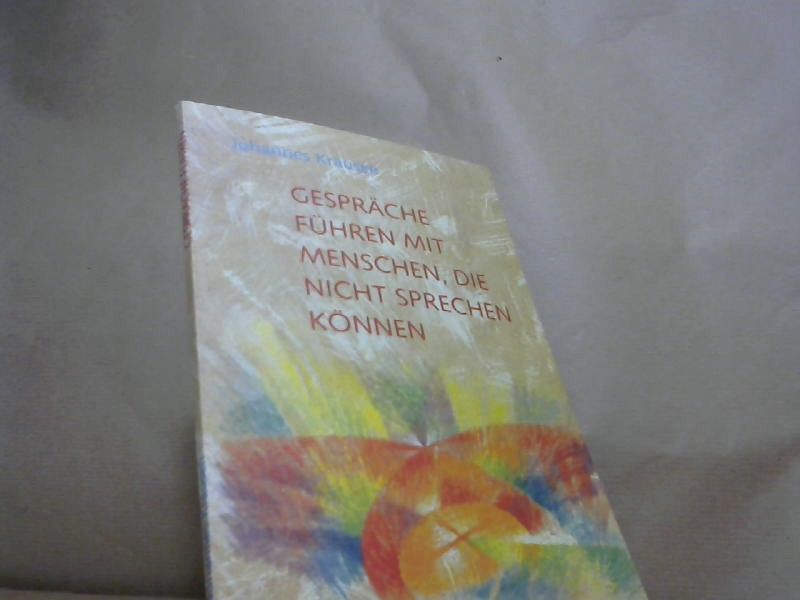 Johannes Krause
GESPRÄCHE
FÜHREN MIT
MENSCHEN, DIE
NICHT SPRECHEN
KÖNNEN